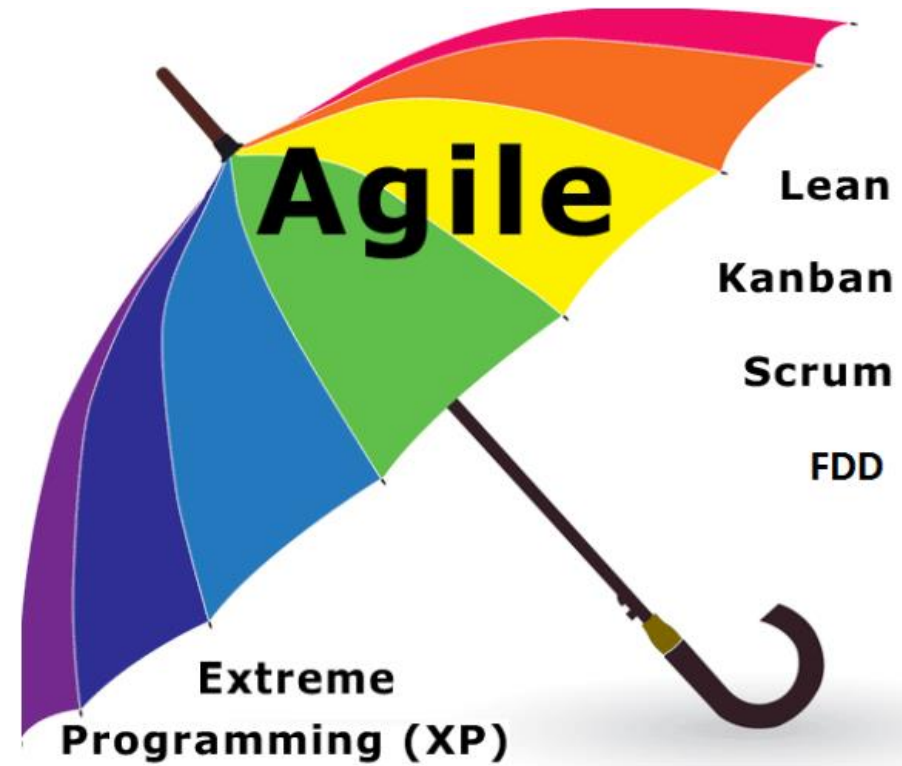 Agile
Lean
Kanban
Scrum
FDD
Extreme
Programming (XP)